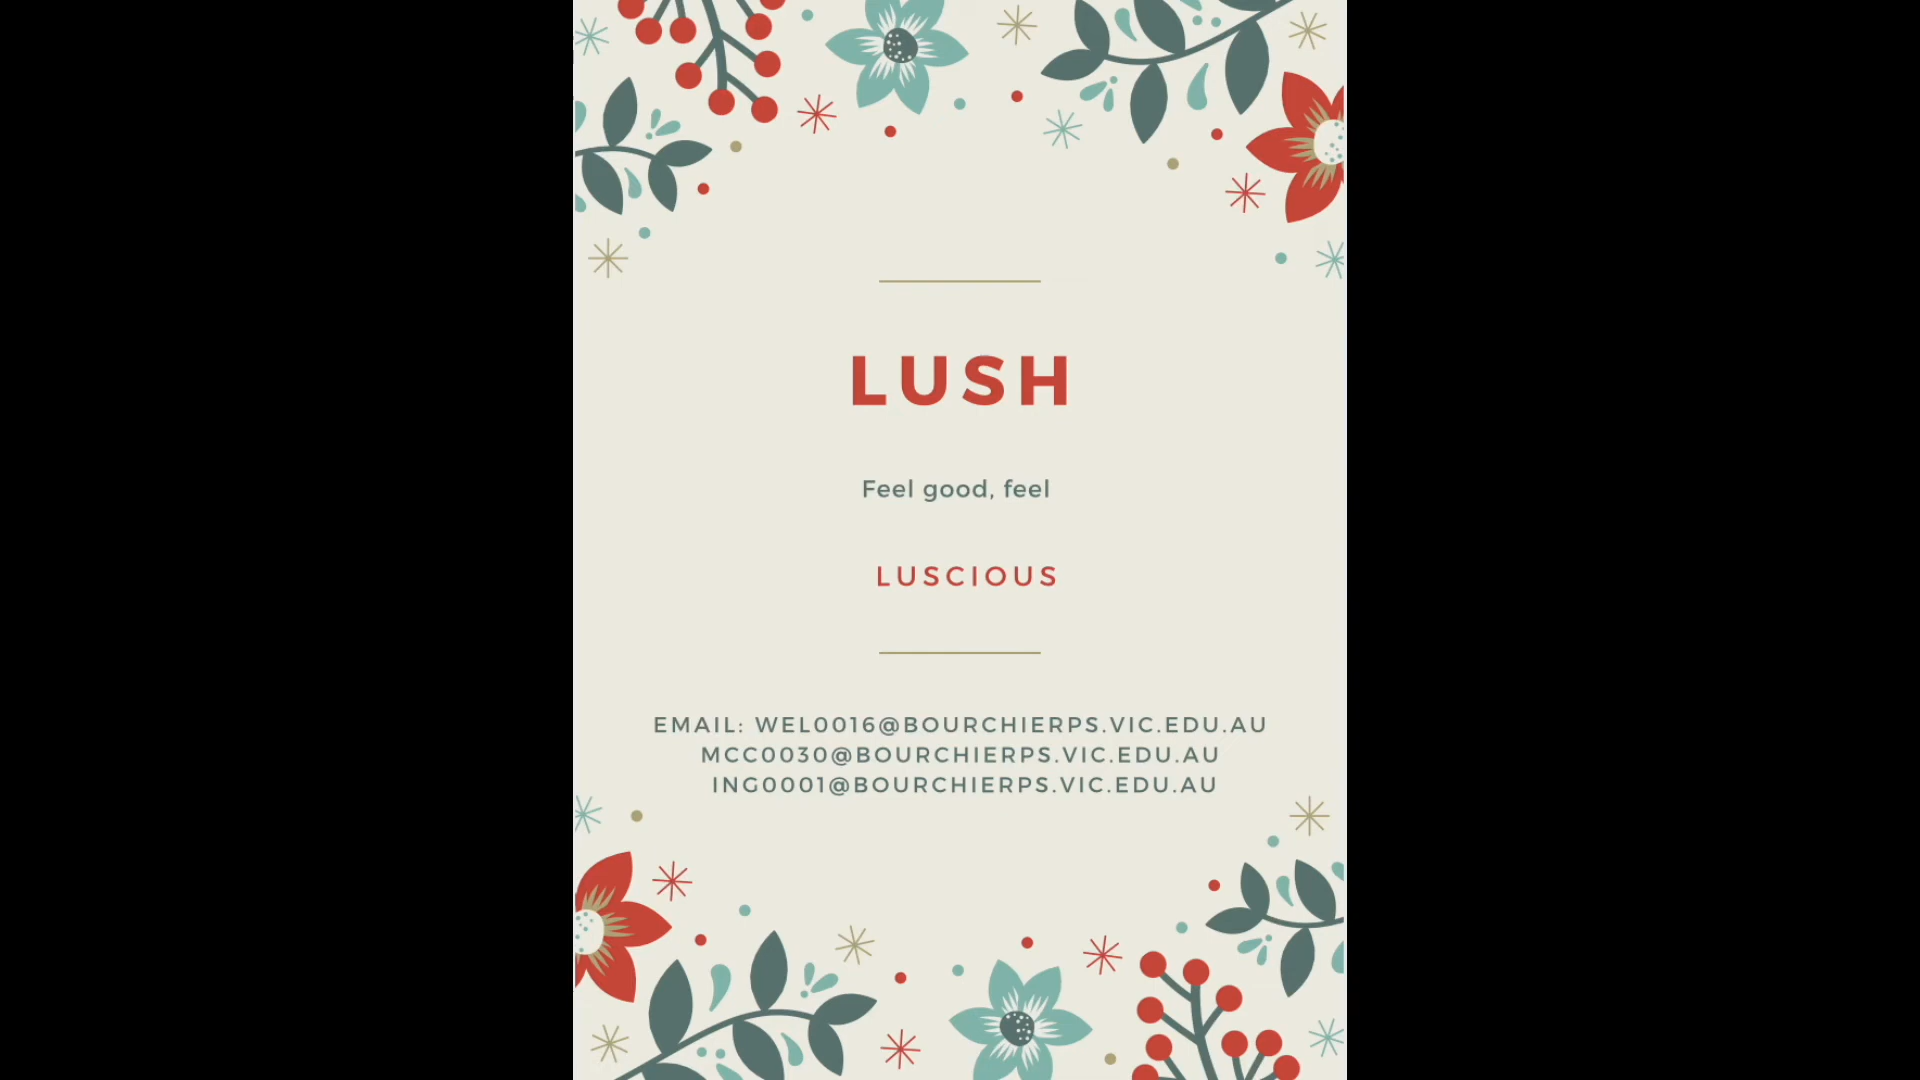 LUSH
Feel good, feel
LUSCIOUS
EMAIL: WEL0016@BOURCHIERPS.VIC.EDU.AU
MCC0030@BOURCHIERPS.VIC.EDU.AU
ING0001@BOURCHIERPS.VIC.EDU.AU